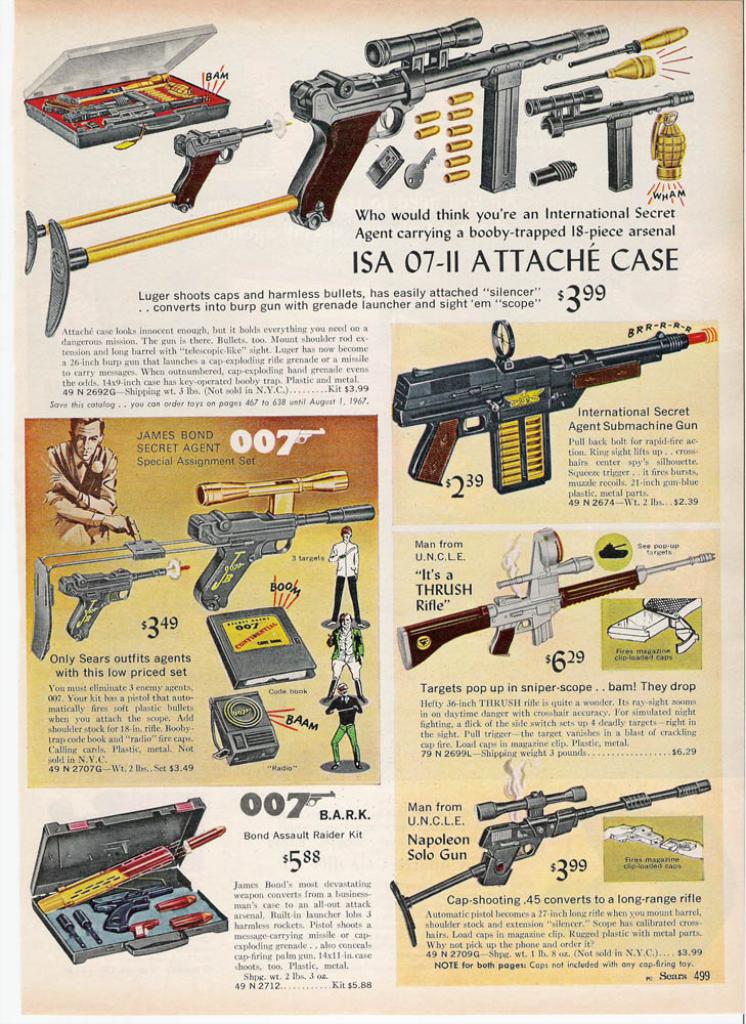 BAM
WHAM
Who would think you're an International Secret
Agent carrying a booby-trapped 18-piece arsenal
ISA 07-11 ATTACHÉ CASE
Luger shoots caps and harmless bullets, has easily attached "silencer"
. . converts into burp gun with grenade launcher and sight 'em "scope"
$3.99
Attaché case looks innocent enough, but it holds everything you need on a
dangerous mission. The gun is there. Bullets, too. Mount shoulder rod ex-
tension and long barrel with "telescopic-like" sight. Luger has now become
a 26-inch burp gun that launches a cap-exploding rifle grenade or a missile
to carry messages. When outnumbered, cap-exploding hand grenade evens
the odds. 14x9-inch case has key-operated booby trap. Plastic and metal.
49 N 2692G—Shipping wt. 3 lbs. (Not sold in N.Y.C.)........Kit $3.99
Save this catalog . . you can order toys on pages 467 to 638 until August 1, 1967.
BRR-R-R-R
International Secret
Agent Submachine Gun
$2.39
Pull back bolt for rapid-fire ac-
tion. Ring sight lifts up . . cross-
hairs center spy's silhouette.
Squeeze trigger . . it fires bursts,
muzzle recoils. 21-inch gun-blue
plastic, metal parts.
49 N 2674—Wt. 2 lbs...$2.39
JAMES BOND
SECRET AGENT
007
Special Assignment Set
3 targets
BOOM
SECRET AGENT
007
CONFIDENTIAL
CODE BOOK
Code book
BAAM
"Radio"
$3.49
Only Sears outfits agents
with this low priced set
You must eliminate 3 enemy agents,
007. Your kit has a pistol that auto-
matically fires soft plastic bullets
when you attach the scope. Add
shoulder stock for 18-in. rifle. Booby-
trap code book and "radio" fire caps.
Calling cards. Plastic, metal. Not
sold in N.Y.C.
49 N 2707G—Wt. 2 lbs..Set $3.49
Man from
U.N.C.L.E.
"It's a
THRUSH
Rifle"
See pop-up
targets
$6.29
Fires magazine
clip-loaded caps
Targets pop up in sniper-scope . . bam! They drop
Hefty 36-inch THRUSH rifle is quite a wonder. Its ray-sight zooms
in on daytime danger with crosshair accuracy. For simulated night
fighting, a flick of the side switch sets up 4 deadly targets—right in
the sight. Pull trigger—the target vanishes in a blast of crackling
cap fire. Load caps in magazine clip. Plastic, metal.
79 N 2699L—Shipping weight 3 pounds.....................$6.29
007 B.A.R.K.
Bond Assault Raider Kit
$5.88
James Bond's most devastating
weapon converts from a business-
man's case to an all-out attack
arsenal. Built-in launcher lobs 3
harmless rockets. Pistol shoots a
message-carrying missile or cap-
exploding grenade . . also conceals
cap-firing palm gun. 14x11-in.case
shoots, too. Plastic, metal.
Shpg. wt. 2 lbs. 3 oz.
49 N 2712............Kit $5.88
Man from
U.N.C.L.E.
Napoleon
Solo Gun
$3.99
Fires magazine
clip-loaded caps
Cap-shooting .45 converts to a long-range rifle
Automatic pistol becomes a 27-inch long rifle when you mount barrel,
shoulder stock and extension "silencer." Scope has calibrated cross-
hairs. Load caps in magazine clip. Rugged plastic with metal parts.
Why not pick up the phone and order it?
49 N 2709G—Shpg. wt. 1 lb. 8 oz. (Not sold in N.Y.C.).... $3.99
NOTE for both pages: Caps not included with any cap-firing toy.
PC Sears 499